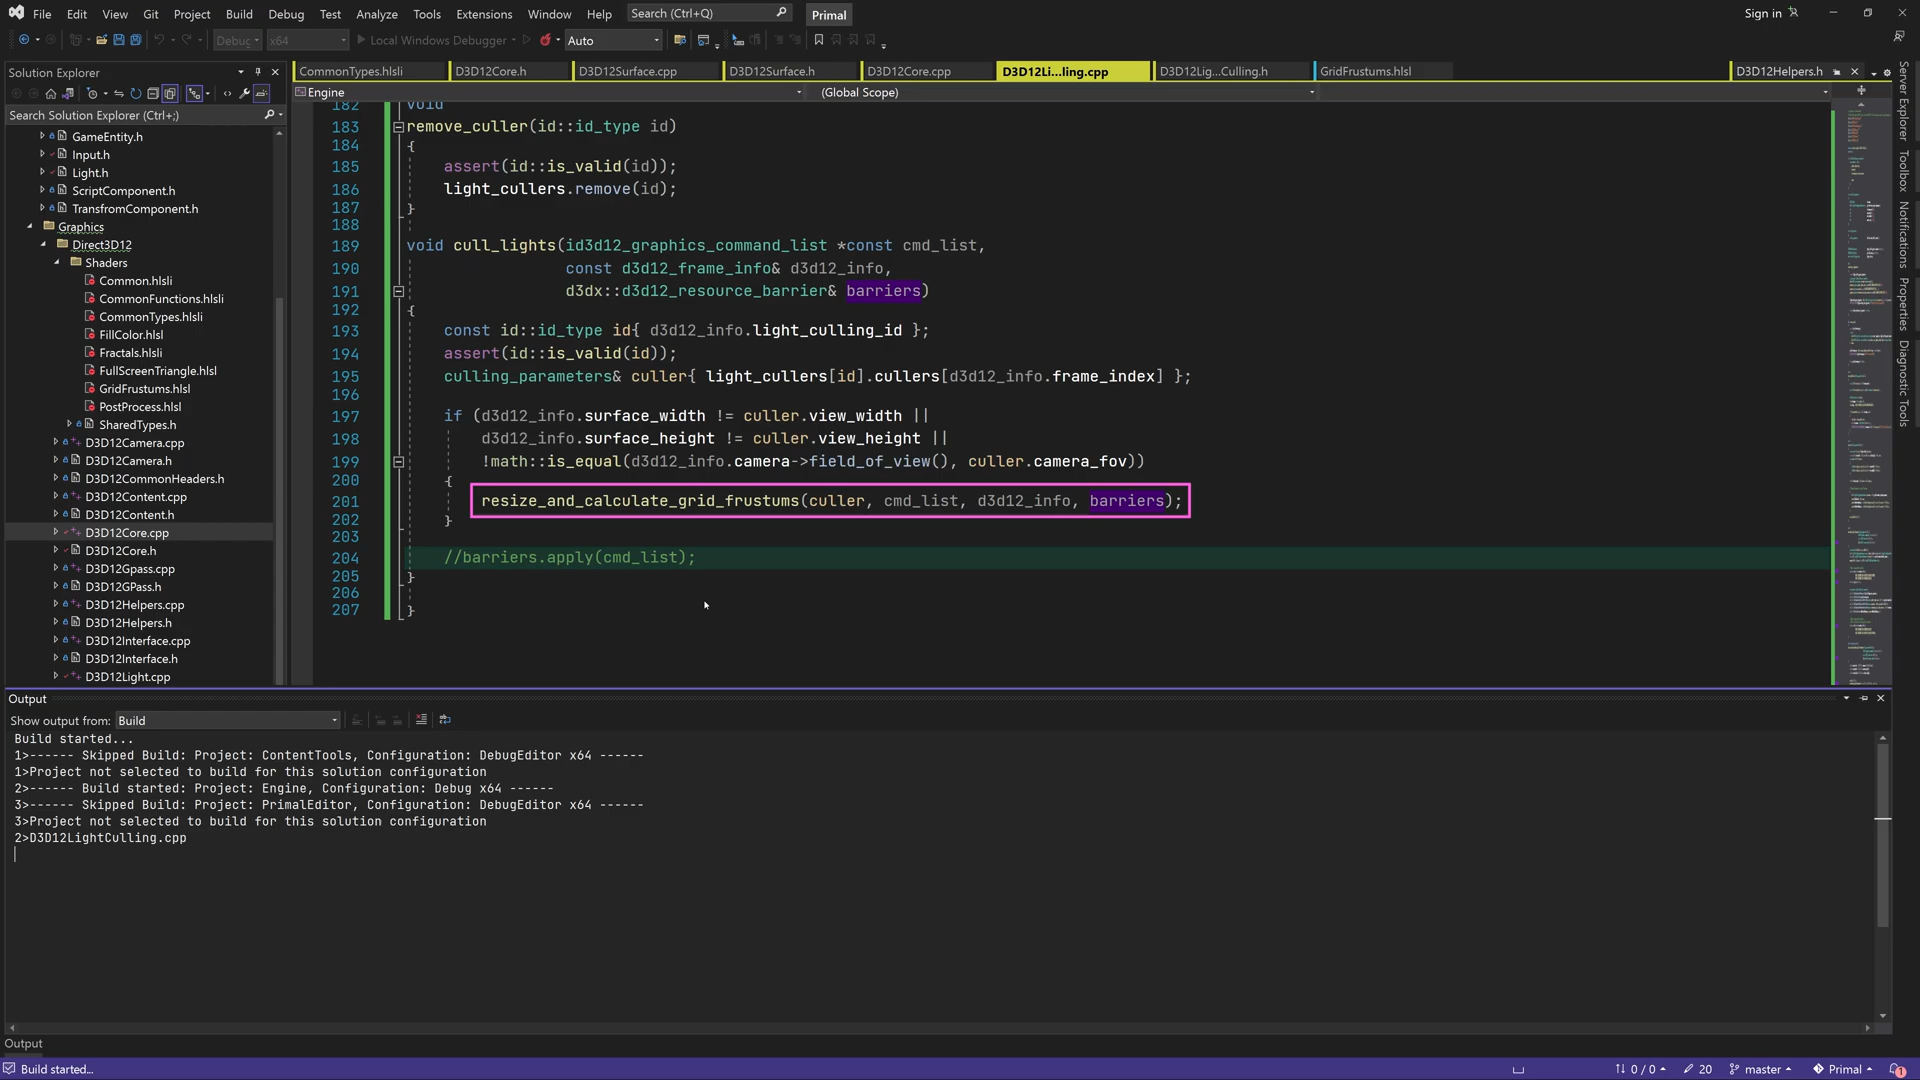 File Edit View Git Project Build Debug Test Analyze Tools Extensions Window Help Search (Ctrl+Q) Primal Sign in
Debug x64 Local Windows Debugger Auto
Solution Explorer
Search Solution Explorer (Ctrl+;)
GameEntity.h
Input.h
Light.h
ScriptComponent.h
TransfromComponent.h
Graphics
Direct3D12
Shaders
Common.hlsli
CommonFunctions.hlsli
CommonTypes.hlsli
FillColor.hlsl
Fractals.hlsli
FullScreenTriangle.hlsl
GridFrustums.hlsl
PostProcess.hlsl
SharedTypes.h
D3D12Camera.cpp
D3D12Camera.h
D3D12CommonHeaders.h
D3D12Content.cpp
D3D12Content.h
D3D12Core.cpp
D3D12Core.h
D3D12Gpass.cpp
D3D12GPass.h
D3D12Helpers.cpp
D3D12Helpers.h
D3D12Interface.cpp
D3D12Interface.h
D3D12Light.cpp
CommonTypes.hlsli D3D12Core.h D3D12Surface.cpp D3D12Surface.h D3D12Core.cpp D3D12Li...ling.cpp D3D12Lig...Culling.h GridFrustums.hlsl D3D12Helpers.h
Engine (Global Scope)
182 void
183 remove_culler(id::id_type id)
184 {
185 assert(id::is_valid(id));
186 light_cullers.remove(id);
187 }
188
189 void cull_lights(id3d12_graphics_command_list *const cmd_list,
190 const d3d12_frame_info& d3d12_info,
191 d3dx::d3d12_resource_barrier& barriers)
192 {
193 const id::id_type id{ d3d12_info.light_culling_id };
194 assert(id::is_valid(id));
195 culling_parameters& culler{ light_cullers[id].cullers[d3d12_info.frame_index] };
196
197 if (d3d12_info.surface_width != culler.view_width ||
198 d3d12_info.surface_height != culler.view_height ||
199 !math::is_equal(d3d12_info.camera->field_of_view(), culler.camera_fov))
200 {
201 resize_and_calculate_grid_frustums(culler, cmd_list, d3d12_info, barriers);
202 }
203
204 //barriers.apply(cmd_list);
205 }
206
207 }
Server Explorer
Toolbox
Notifications
Properties
Diagnostic Tools
Output
Show output from: Build
Build started...
1>------ Skipped Build: Project: ContentTools, Configuration: DebugEditor x64 ------
1>Project not selected to build for this solution configuration
2>------ Build started: Project: Engine, Configuration: Debug x64 ------
3>------ Skipped Build: Project: PrimalEditor, Configuration: DebugEditor x64 ------
3>Project not selected to build for this solution configuration
2>D3D12LightCulling.cpp
Output
Build started... 0 / 0 20 master Primal 1